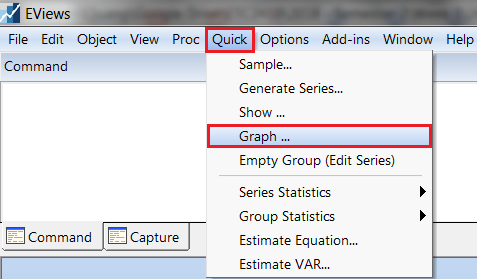 EViews
File Edit Object View Proc Quick Options Add-ins Window Help
Command
Sample...
Generate Series...
Show ...
Graph ...
Empty Group (Edit Series)
Series Statistics
Group Statistics
Estimate Equation...
Estimate VAR...
Command Capture